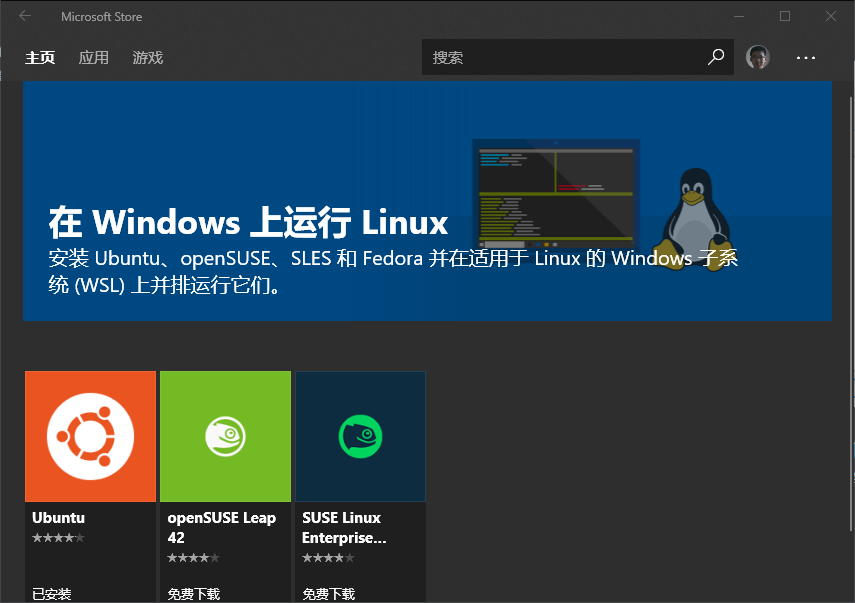 Microsoft Store
主页 应用 游戏 搜索
在 Windows 上运行 Linux
安装 Ubuntu、openSUSE、SLES 和 Fedora 并在适用于 Linux 的 Windows 子系
统 (WSL) 上并排运行它们。
Ubuntu
已安装
openSUSE Leap
42
免费下载
SUSE Linux
Enterprise...
免费下载